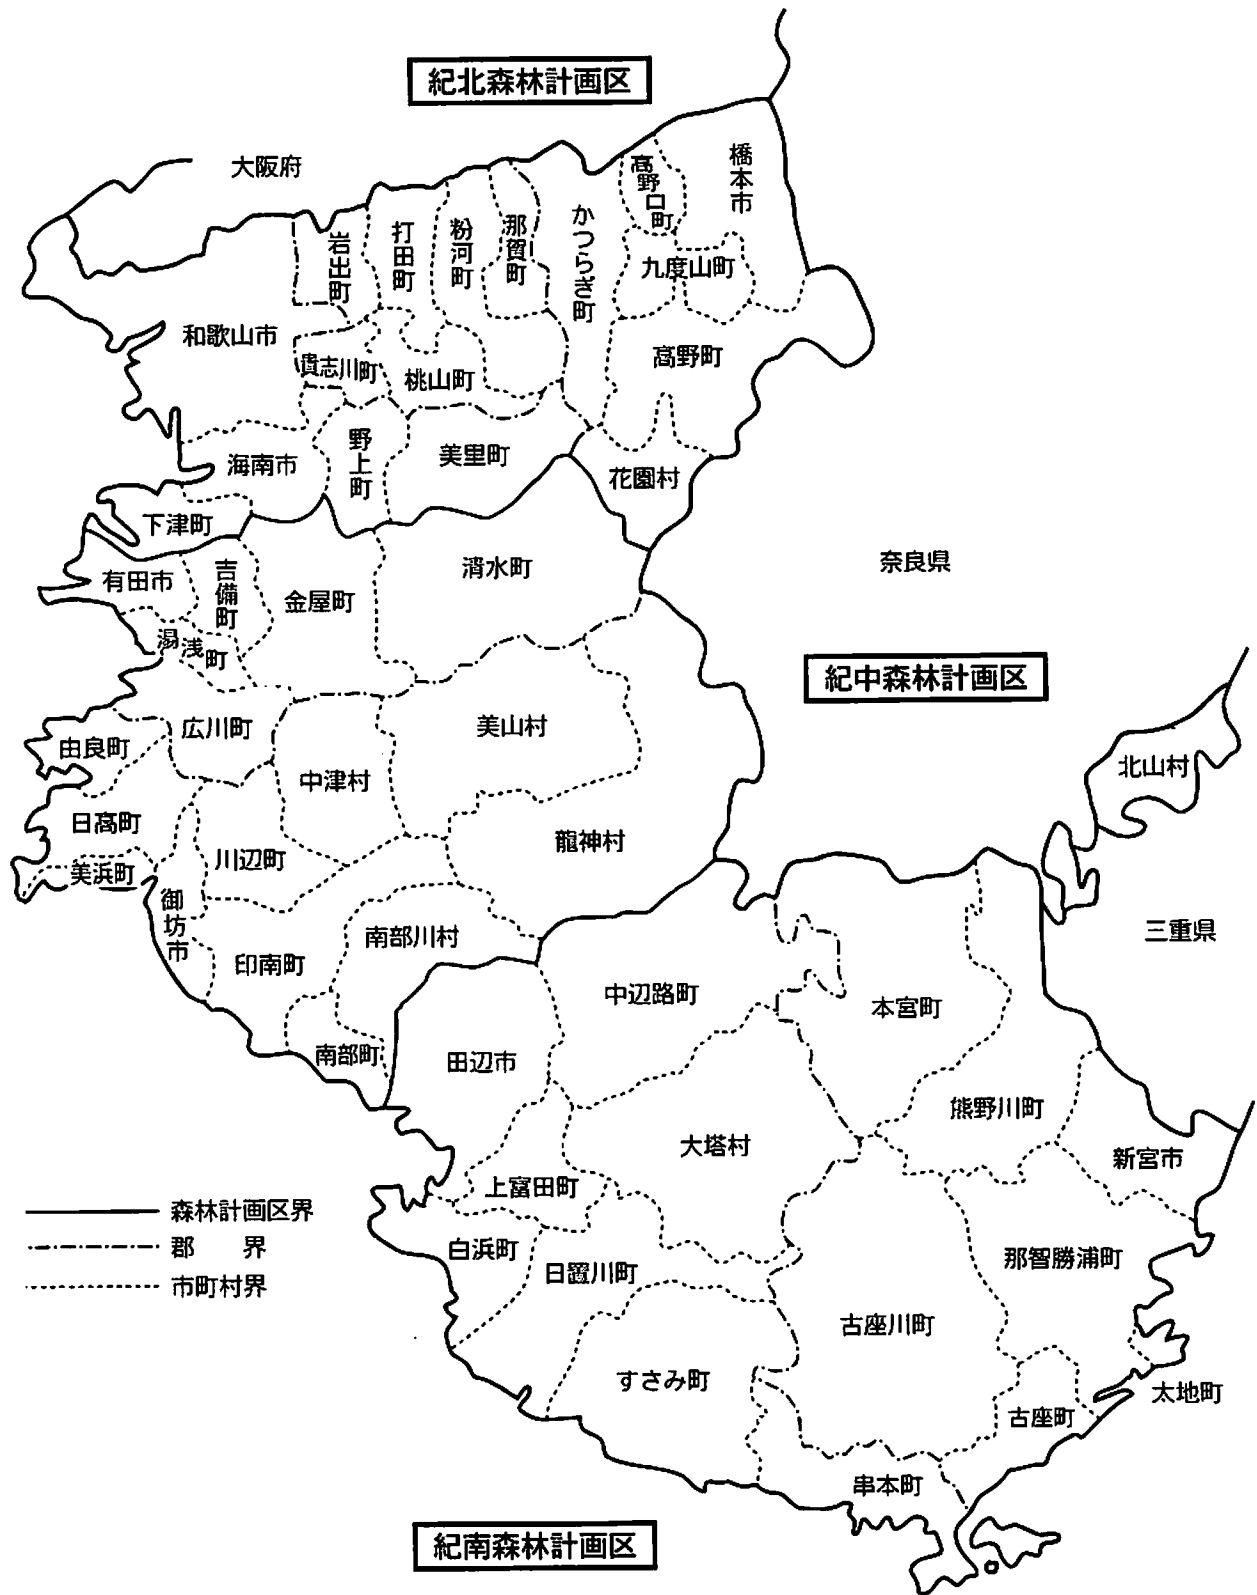 紀北森林計画区
大阪府
橋本市
高野口町
かつらぎ町
那賀町
粉河町
打田町
岩出町
九度山町
和歌山市
高野町
貴志川町
桃山町
野上町
美里町
海南市
花園村
下津町
清水町
奈良県
有田市
吉備町
金屋町
湯浅町
紀中森林計画区
広川町
美山村
由良町
中津村
北山村
日高町
龍神村
川辺町
美浜町
御坊市
南部川村
三重県
印南町
中辺路町
本宮町
南部町
田辺市
熊野川町
大塔村
新宮市
上富田町
森林計画区界
郡 界
市町村界
白浜町
那智勝浦町
日置川町
古座川町
すさみ町
太地町
古座町
串本町
紀南森林計画区